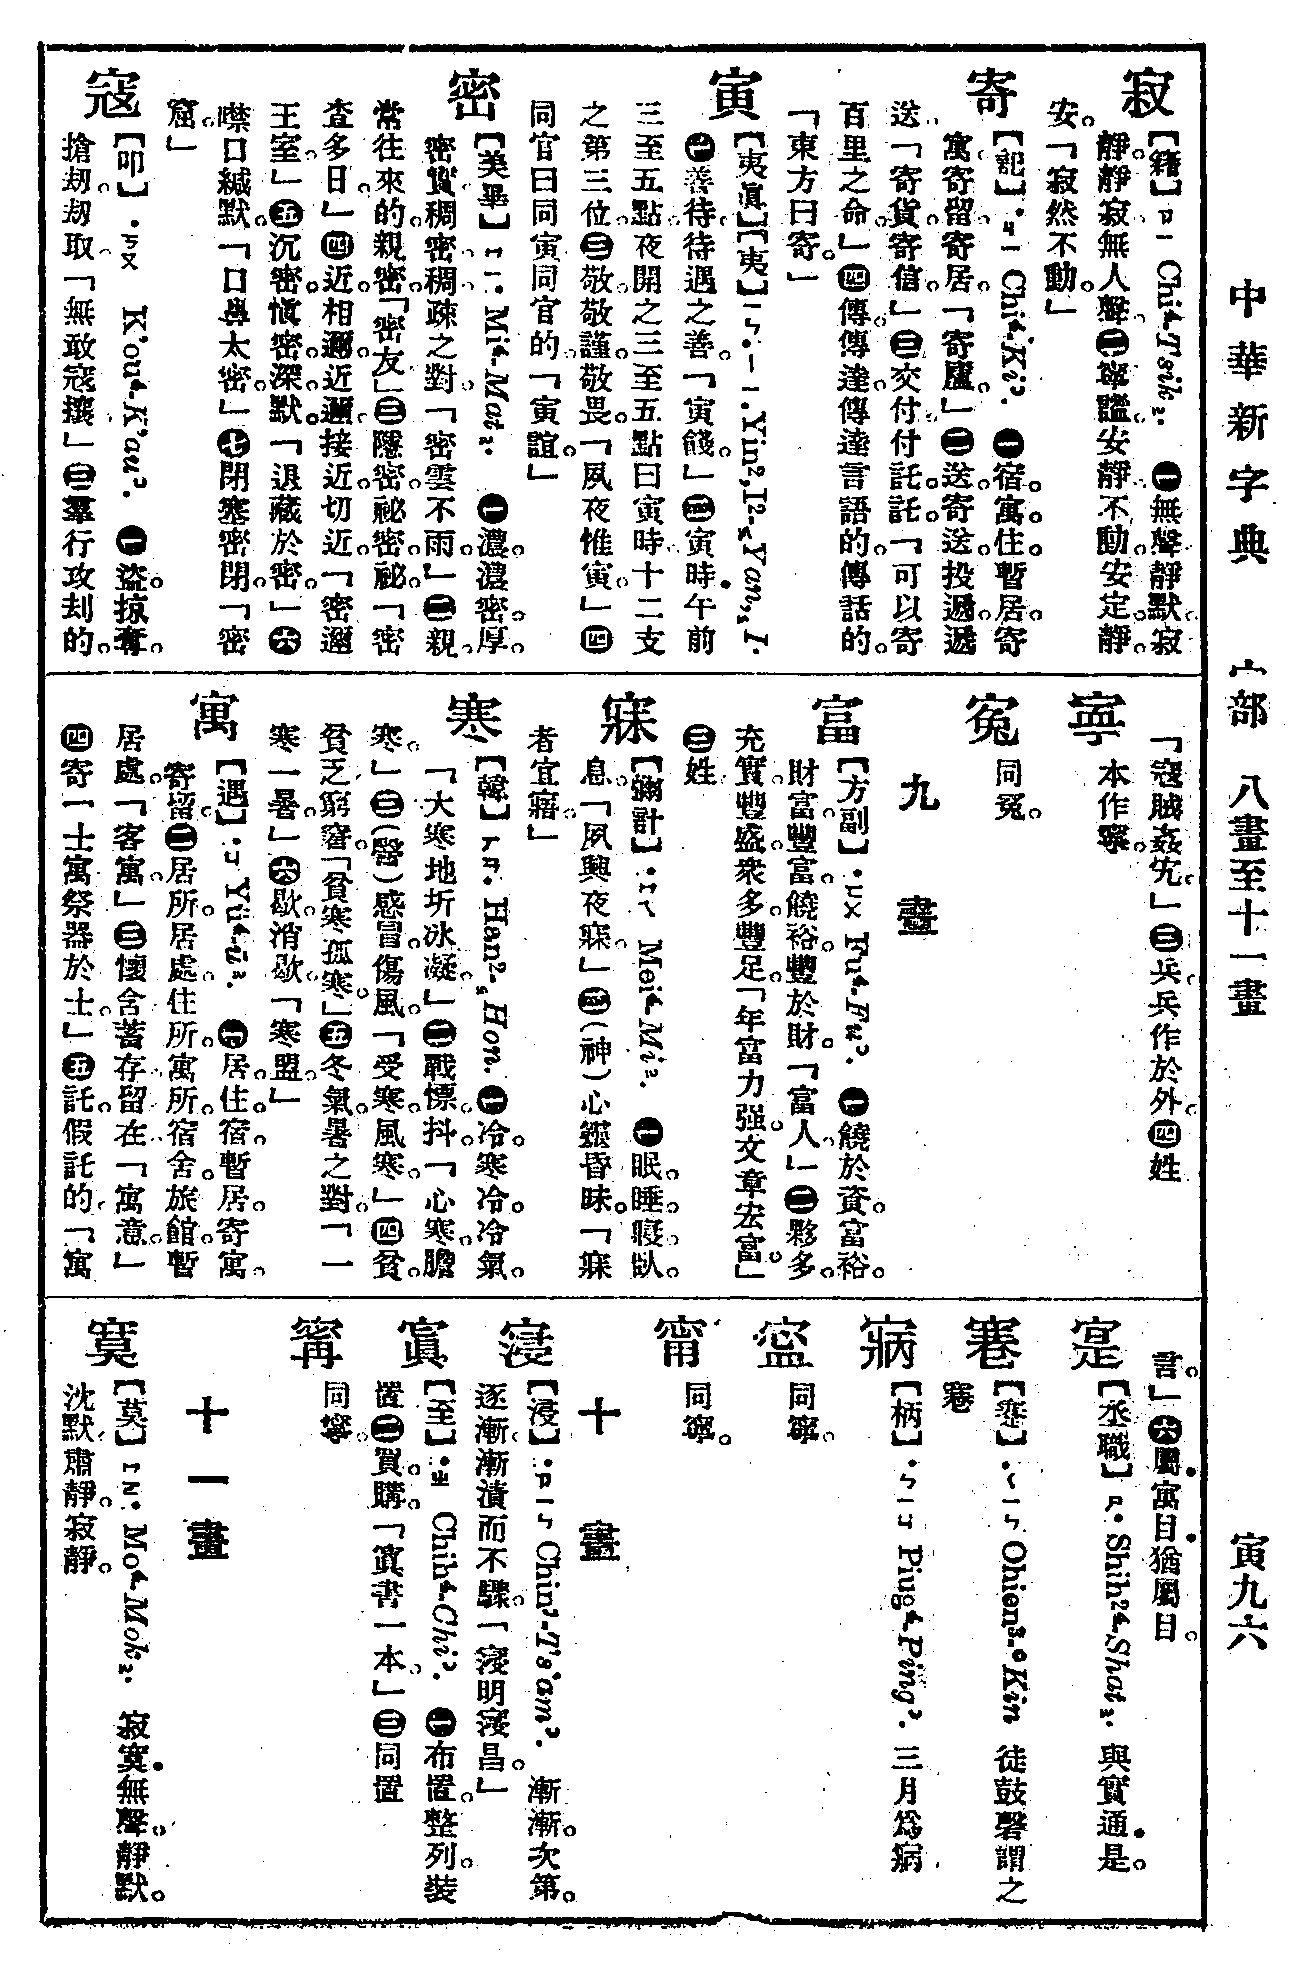 中華新字典　宀部　八畫至十一畫
寅九六
寂【籍】ㄗㄧ Chi⁴-Tsik₂. ㊀無聲靜默寂
靜。靜寂無人聲㊁寧謐安靜不動。安定靜。
安。「寂然不動。」
寄【記】·ㄐㄧ Chi⁴-Ki³. ㊀宿。寓。住。暫居。寄
寓。寄留。寄居。「寄廬。」㊁送。寄送。投遞。遞
送。「寄貨寄信。」㊂交付。付託。託。「可以寄
百里之命」㊃傳。傳達。傳達言語的。傳話的。
「東方曰寄。」
寅【夷眞】【夷】ㄧㄣ.ㄧ.Yin²,I²-Yan, I.
㊀善待。待遇之善。「寅餞。」㊁寅時午前
三至五點夜開之三至五點曰寅時十二支
之第三位。㊂敬。敬謹。敬畏。「夙夜惟寅。」㊃
同官曰同寅同官的。「寅誼。」
密【美畢】ㄇㄧ. Mi⁴-Mat₂. ㊀濃。濃密。厚。
密實稠密。稠疎之對「密雲不雨。」㊁親
常往來的。親密。「密友」㊂隱密。祕密。祕「密
查多日。」㊃近。相邇。近邇。接近。切近。「密邇
王室。」㊄沉密。愼密。深默。「退藏於密」㊅
噤口緘默。「口鼻太密。」㊆閉塞密閉。「密
窟。」
寇【叩】·ㄎㄡ K'ou⁴-K'au³. ㊀盜。掠奪。
搶刧。刧取。「無敢寇攘」㊁羣行攻刦的。
「寇賊姦宄。」㊂兵。兵作於外。㊃姓
寧 本作寧。
寃 同冤。
九畫
富【方副】·ㄈㄨ Fu⁴-Fu³. ㊀饒於資。富裕。
財富。豐富。饒裕。豐於財。「富人。」㊁夥多。
充實。豐盛。衆多。豐足。「年富力强。文章宏富。」
㊂姓
寐【彌計】·ㄇㄟ Mei⁴-Mi³. ㊀眠。睡。寢。臥。
息。「夙興夜寐。」㊁(神)心經昏昧。「寐
者宜寤。」
寒【韓】ㄏㄢ. Han²-Hon. ㊀冷。寒冷。冷氣。
「大寒地圻冰凝。」㊁戰慄。抖。「心寒。膽
寒。」㊂(醫)感冒。傷風。「受寒。風寒。」㊃貧。
貧乏。窮窘。「貧寒孤寒。」㊄冬氣。暑之對。「一
寒一暑。」㊅歇。消歇。「寒盟。」
寓【遇】·ㄩ Yü⁴-ü³. ㊀居。住。宿。暫居。寄寓。
寄留。㊁居所。居處。住所。寓所。宿舍。旅館。暫
居處。「客寓。」㊂懷舍。蓄存。留在「寓意。」
㊃寄「士寓祭器於士。」㊄託。假託的「寓
言。」㊅屬。寓目猶屬目。
寔【丞職】ㄕ. Shih²⁴-Shat₂. 與實通。是。
寋【蹇】·ㄑㄧㄢ Chien³-Kin 徒鼓磬謂之
寋
寎【柄】·ㄅㄧㄥ Ping⁴-Ping³. 三月爲寎
寍 同寧。
甯 同寧。
十畫
寖【浸】·ㄗㄧㄣ Chin³-Ts'am³. 漸。漸次第。
逐漸。漸漬而不驟。「寖明寖昌。」
寘【至】·ㄓ Chih⁴-Chi³. ㊀布置。整列。裝
置。㊁買。購。「寘書一本。」㊂同置
寗 同寧。
十一畫
寞【莫】ㄇㄛ. Mo⁴-Mok₂. 寂寞無聲。靜默。
沈默。肅靜。寂靜。